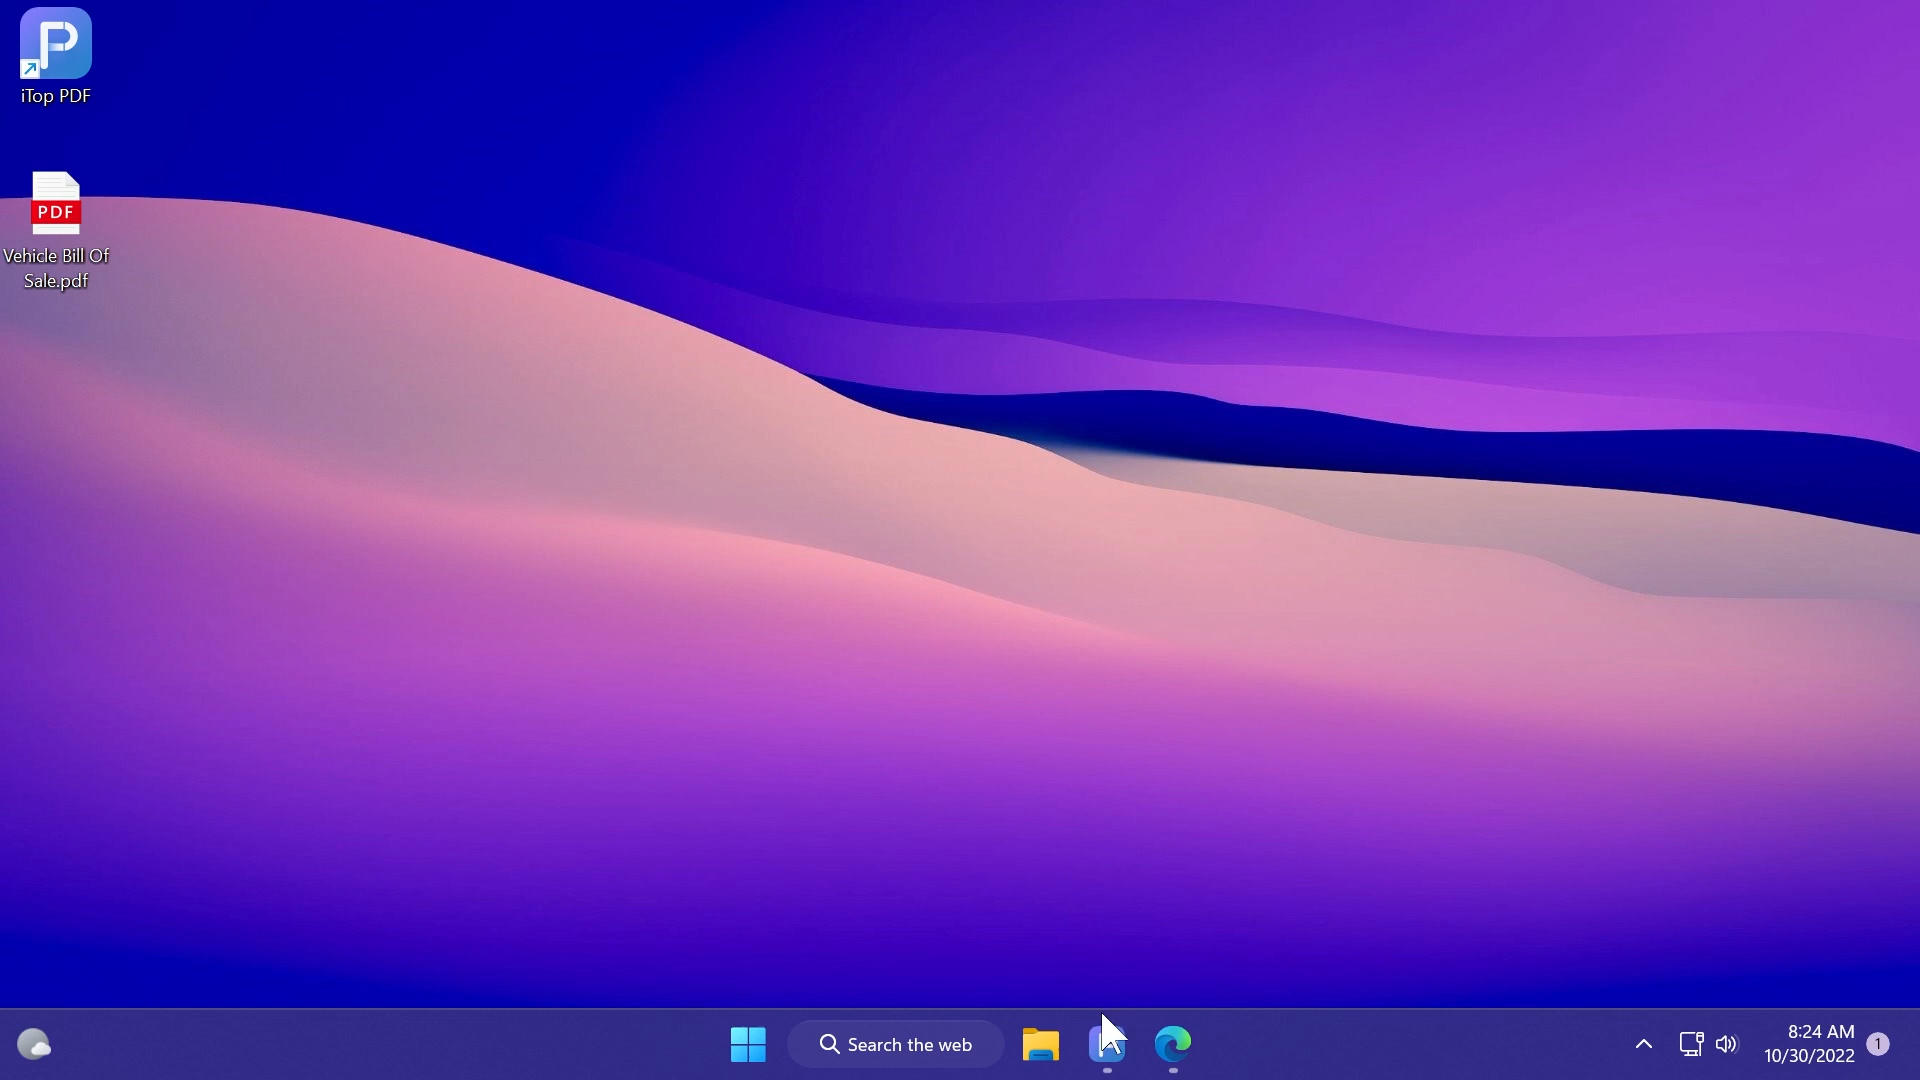 iTop PDF
PDF
Vehicle Bill Of
Sale.pdf
Search the web
8:24 AM
10/30/2022
1